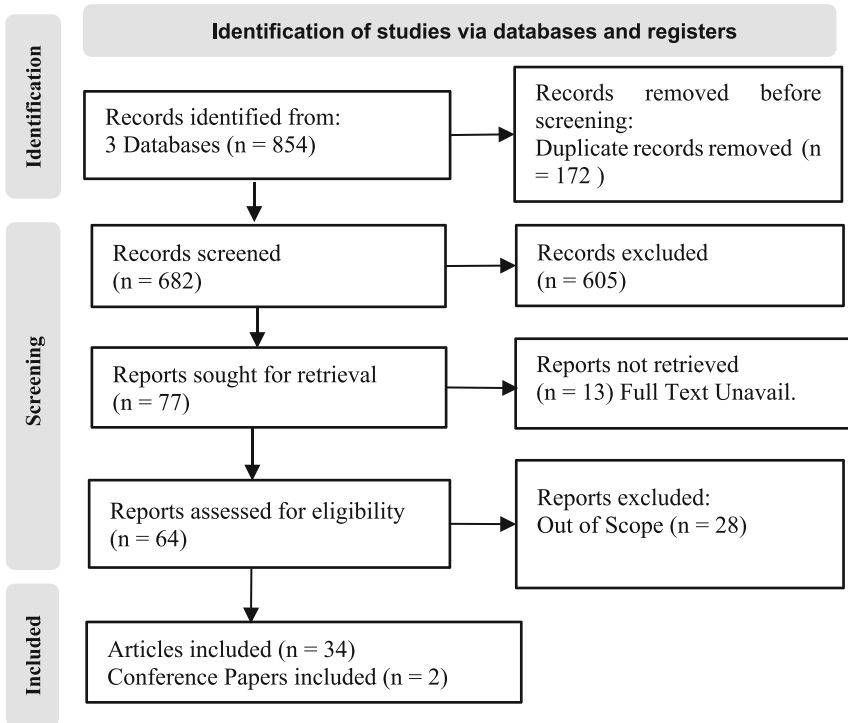 Identification of studies via databases and registers
Identification
Records identified from:
3 Databases (n = 854)
Records removed before
screening:
Duplicate records removed (n
= 172 )
Screening
Records screened
(n = 682)
Records excluded
(n = 605)
Reports sought for retrieval
(n = 77)
Reports not retrieved
(n = 13) Full Text Unavail.
Reports assessed for eligibility
(n = 64)
Reports excluded:
Out of Scope (n = 28)
Included
Articles included (n = 34)
Conference Papers included (n = 2)